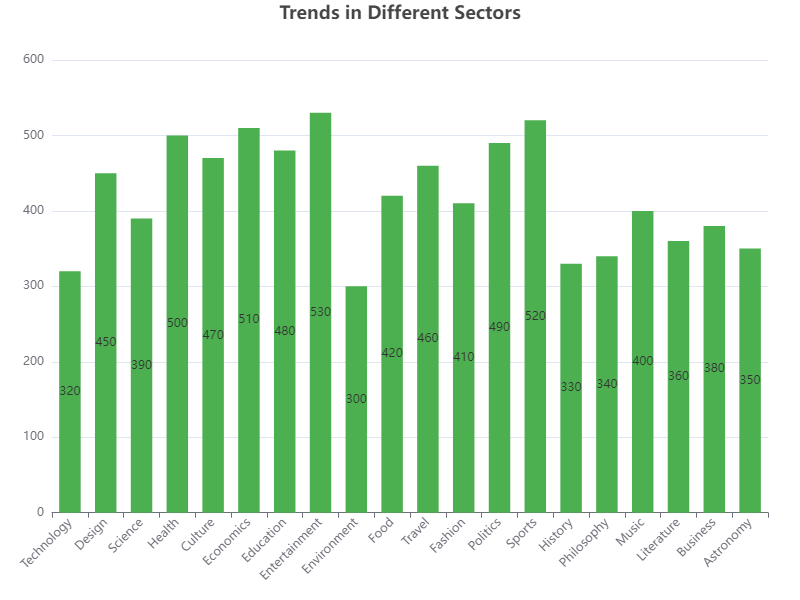 Trends in Different Sectors
600
500
400
300
200
100
0
320
450
390
500
470
510
480
530
300
420
460
410
490
520
330
340
400
360
380
350
Technology
Design
Science
Health
Culture
Economics
Education
Entertainment
Environment
Food
Travel
Fashion
Politics
Sports
History
Philosophy
Music
Literature
Business
Astronomy